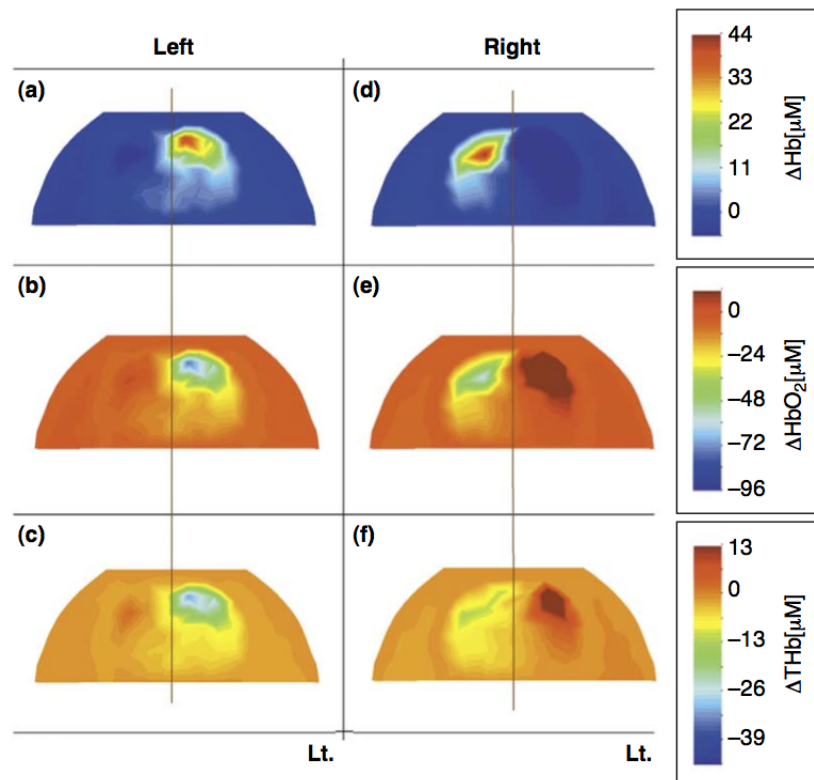 Left
Right
(a)
(d)
44
33
22
11
0
ΔHb[µM]
(b)
(e)
0
−24
−48
−72
−96
ΔHbO₂[µM]
(c)
(f)
13
0
−13
−26
−39
ΔTHb[µM]
Lt.
Lt.